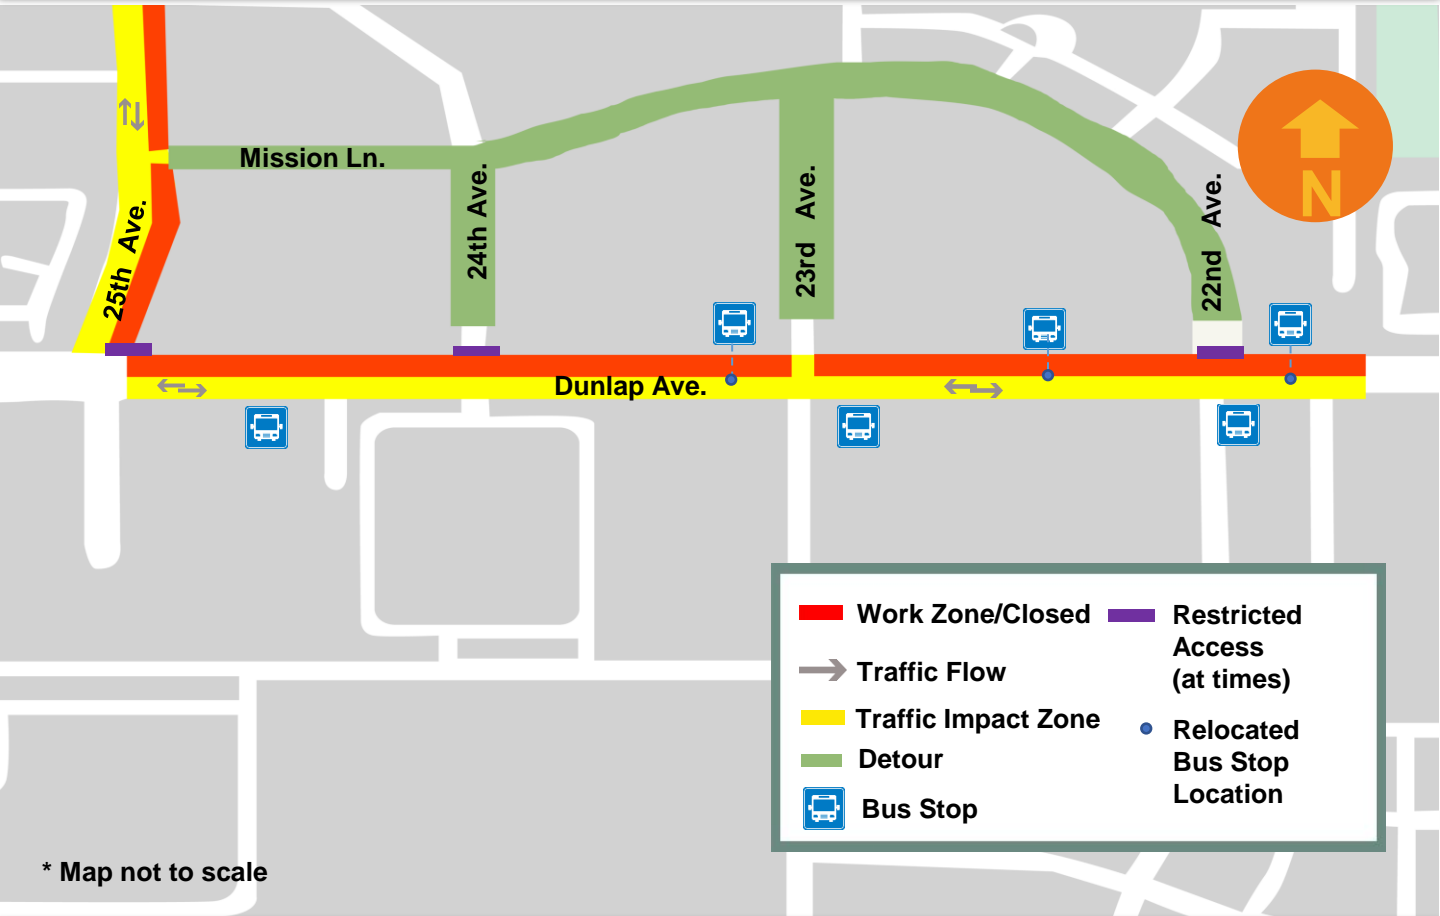 Mission Ln.
25th Ave.
24th Ave.
23rd Ave.
22nd Ave.
N
Dunlap Ave.
Work Zone/Closed
Traffic Flow
Traffic Impact Zone
Detour
Bus Stop
Restricted
Access
(at times)
Relocated
Bus Stop
Location
* Map not to scale